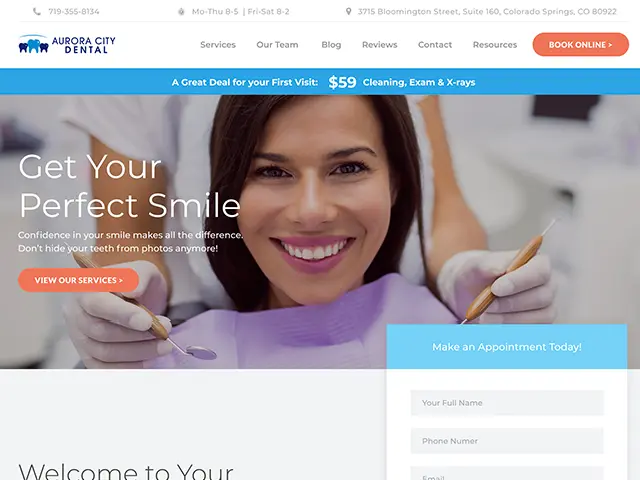 719-355-8134
Mo-Thu 8-5 | Fri-Sat 8-2
3715 Bloomington Street, Suite 160, Colorado Springs, CO 80922
AURORA CITY
DENTAL
Services
Our Team
Blog
Reviews
Contact
Resources
BOOK ONLINE >
A Great Deal for your First Visit: $59 Cleaning, Exam & X-rays
Get Your
Perfect Smile
Confidence in your smile makes all the difference.
Don't hide your teeth from photos anymore!
VIEW OUR SERVICES >
Make an Appointment Today!
Your Full Name
Phone Numer
Email
Welcome to Your